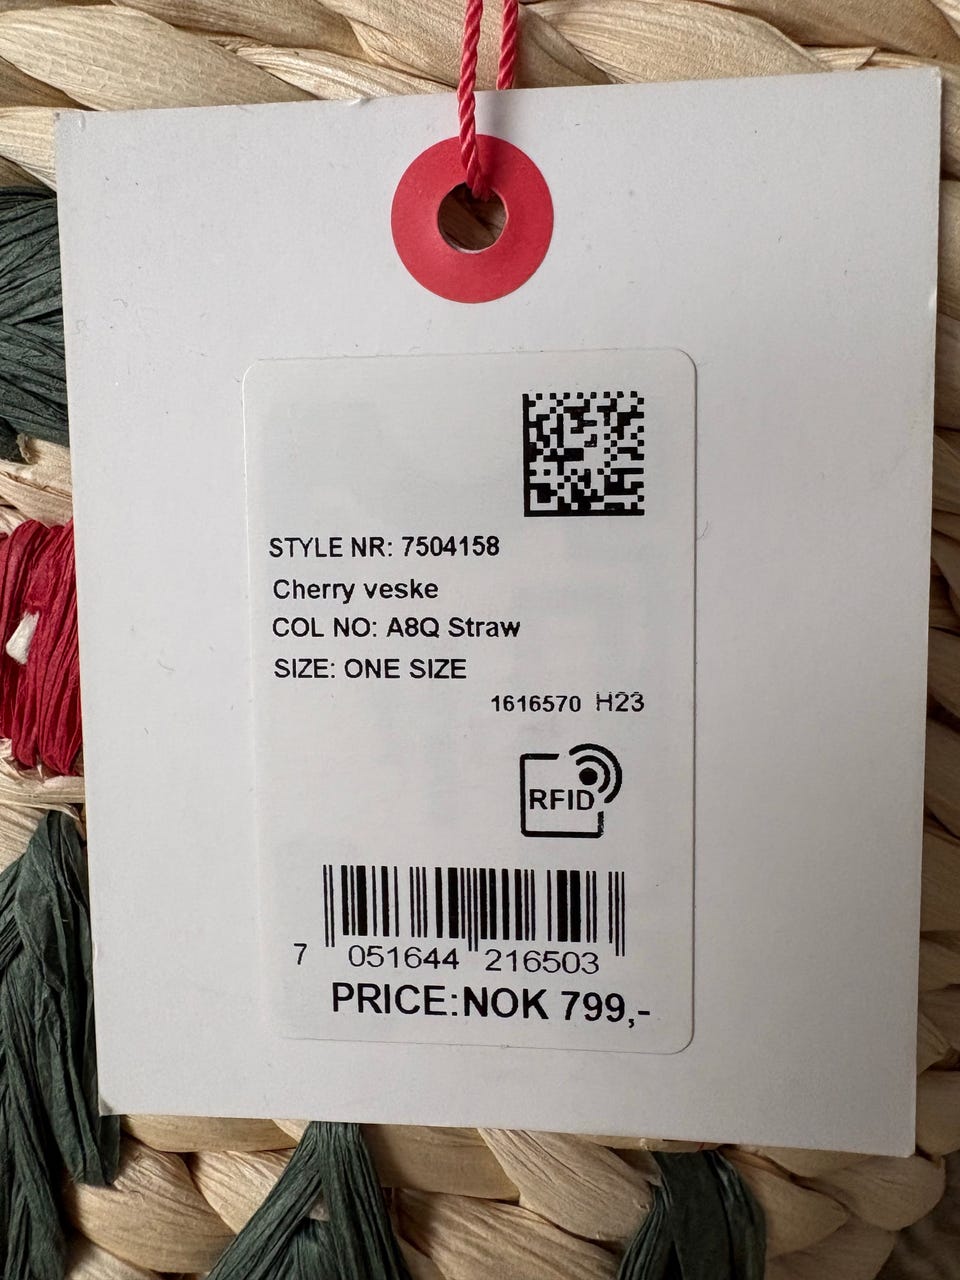 STYLE NR: 7504158
Cherry veske
COL NO: A8Q Straw
SIZE: ONE SIZE
1616570 H23
RFID
7 051644 216503
PRICE:NOK 799,-